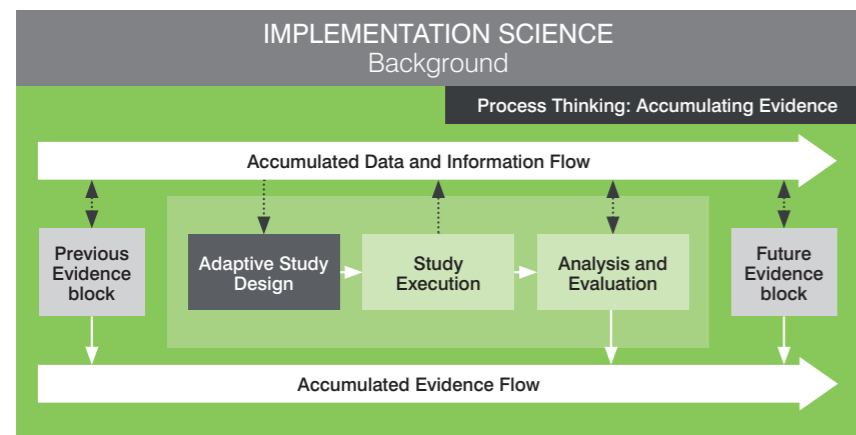 IMPLEMENTATION SCIENCE
Background
Process Thinking: Accumulating Evidence
Accumulated Data and Information Flow
Previous
Evidence
block
Adaptive Study
Design
Study
Execution
Analysis and
Evaluation
Future
Evidence
block
Accumulated Evidence Flow